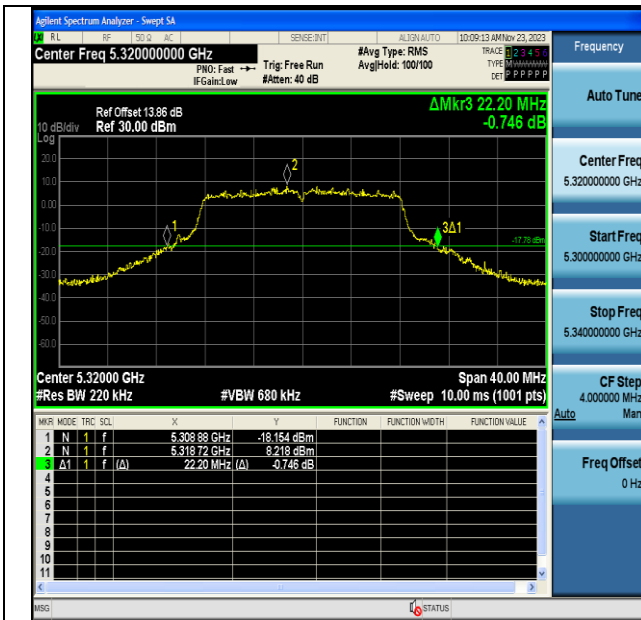 Agilent Spectrum Analyzer - Swept SA
RL RF 50 Ω AC SENSE:INT ALIGN AUTO 10:09:13 AM Nov 23, 2023
Center Freq 5.320000000 GHz
#Avg Type: RMS
TRACE 1 2 3 4 5 6
PNO: Fast Trig: Free Run Avg|Hold: 100/100
TYPE M
IFGain:Low #Atten: 40 dB
DET P P P P P P
Frequency
Auto Tune
Ref Offset 13.86 dB
ΔMkr3 22.20 MHz
10 dB/div Ref 30.00 dBm
-0.746 dB
Log
20.0
10.0
0.00
-10.0
-20.0
-30.0
-40.0
-50.0
-60.0
1
2
3Δ1
-17.78 dBm
Center 5.32000 GHz
Span 40.00 MHz
#Res BW 220 kHz
#VBW 680 kHz
#Sweep 10.00 ms (1001 pts)
MKR MODE TRC SCL X Y FUNCTION FUNCTION WIDTH FUNCTION VALUE
1 N 1 f 5.308 88 GHz -18.154 dBm
2 N 1 f 5.318 72 GHz 8.218 dBm
3 Δ1 1 f (Δ) 22.20 MHz (Δ) -0.746 dB
4
5
6
7
8
9
10
11
Center Freq
5.320000000 GHz
Start Freq
5.300000000 GHz
Stop Freq
5.340000000 GHz
CF Step
4.000000 MHz
Auto Man
Freq Offset
0 Hz
MSG
STATUS